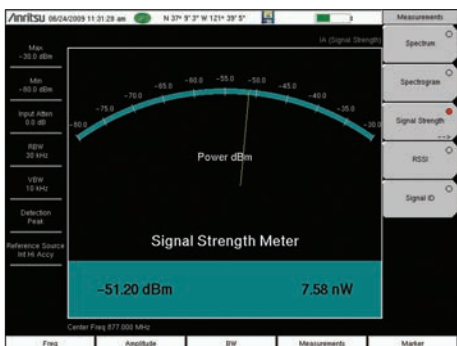 Anritsu 06/24/2009 11:31:28 am GPS N 37° 9' 3" W 121° 39' 5"
Measurements
IA (Signal Strength)
Max
-30.0 dBm
Min
-80.0 dBm
Input Atten
0.0 dB
RBW
30 kHz
VBW
10 kHz
Detection
Peak
Reference Source
Int Hi Accy
-80.0 -75.0 -70.0 -65.0 -60.0 -55.0 -50.0 -45.0 -40.0 -35.0 -30.0
Power dBm
Signal Strength Meter
-51.20 dBm 7.58 nW
Center Freq 877.000 MHz
Spectrum
Spectrogram
Signal Strength
-->
RSSI
Signal ID
Freq Amplitude BW Measurements Marker